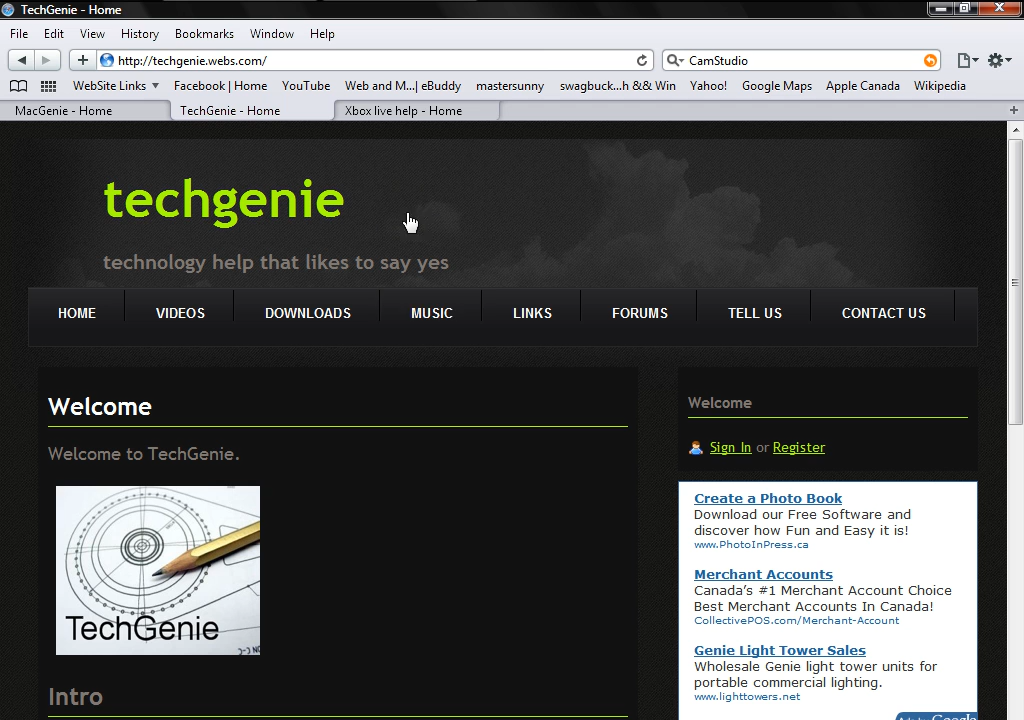 TechGenie - Home
File Edit View History Bookmarks Window Help
http://techgenie.webs.com/ CamStudio
WebSite Links Facebook | Home YouTube Web and M...| eBuddy mastersunny swagbuck...h && Win Yahoo! Google Maps Apple Canada Wikipedia
MacGenie - Home TechGenie - Home Xbox live help - Home
techgenie
technology help that likes to say yes
HOME VIDEOS DOWNLOADS MUSIC LINKS FORUMS TELL US CONTACT US
Welcome
Welcome to TechGenie.
TechGenie
Intro
Welcome
Sign In or Register
Create a Photo Book
Download our Free Software and
discover how Fun and Easy it is!
www.PhotoInPress.ca
Merchant Accounts
Canada's #1 Merchant Account Choice
Best Merchant Accounts In Canada!
CollectivePOS.com/Merchant-Account
Genie Light Tower Sales
Wholesale Genie light tower units for
portable commercial lighting.
www.lighttowers.net
Google